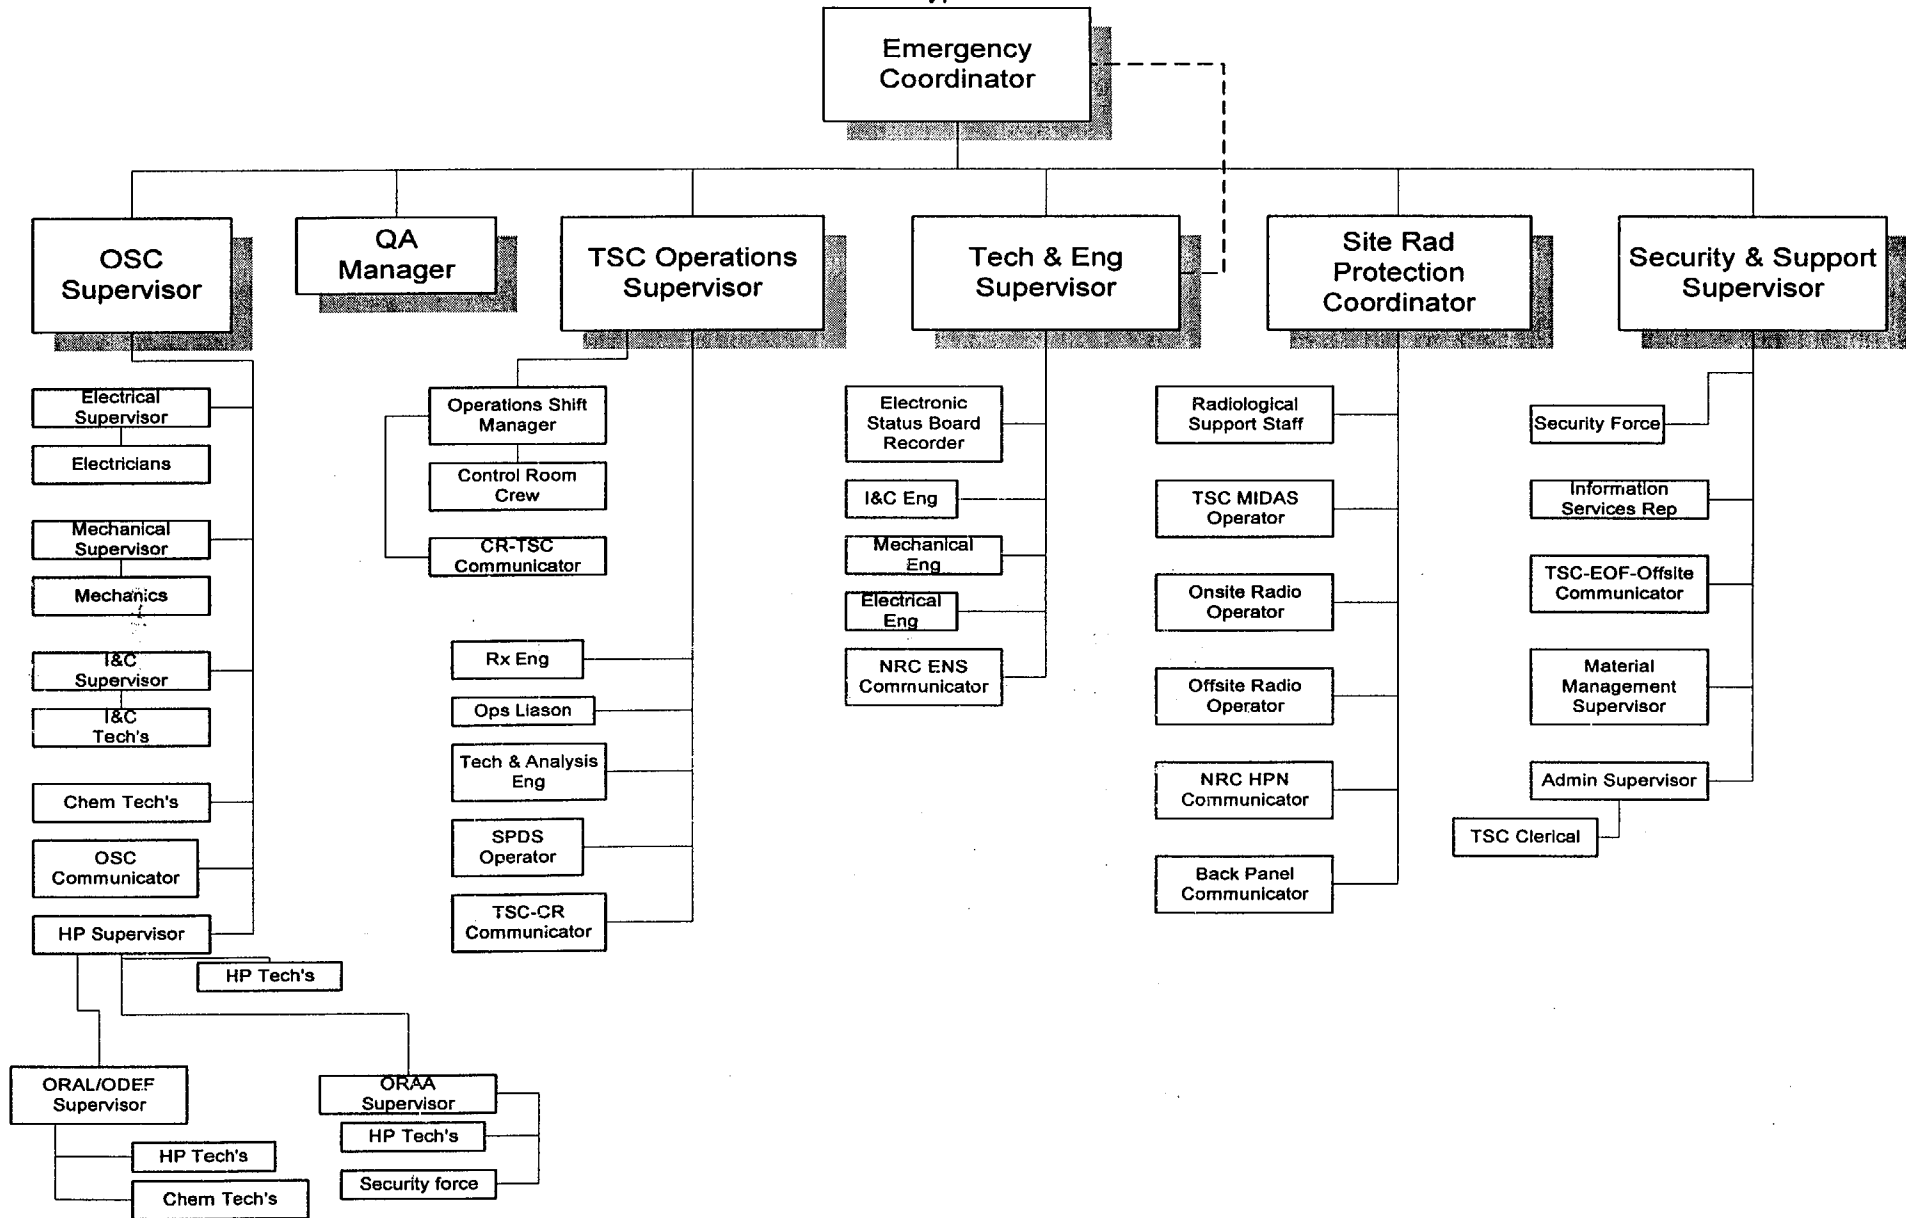 Emergency
Coordinator
OSC
Supervisor
QA
Manager
TSC Operations
Supervisor
Tech & Eng
Supervisor
Site Rad
Protection
Coordinator
Security & Support
Supervisor
Electrical
Supervisor
Electricians
Mechanical
Supervisor
Mechanics
I&C
Supervisor
I&C
Tech's
Chem Tech's
OSC
Communicator
HP Supervisor
HP Tech's
ORAL/ODEF
Supervisor
HP Tech's
Chem Tech's
ORAA
Supervisor
HP Tech's
Security force
Operations Shift
Manager
Control Room
Crew
CR-TSC
Communicator
Rx Eng
Ops Liason
Tech & Analysis
Eng
SPDS
Operator
TSC-CR
Communicator
Electronic
Status Board
Recorder
I&C Eng
Mechanical
Eng
Electrical
Eng
NRC ENS
Communicator
Radiological
Support Staff
TSC MIDAS
Operator
Onsite Radio
Operator
Offsite Radio
Operator
NRC HPN
Communicator
Back Panel
Communicator
Security Force
Information
Services Rep
TSC-EOF-Offsite
Communicator
Material
Management
Supervisor
Admin Supervisor
TSC Clerical